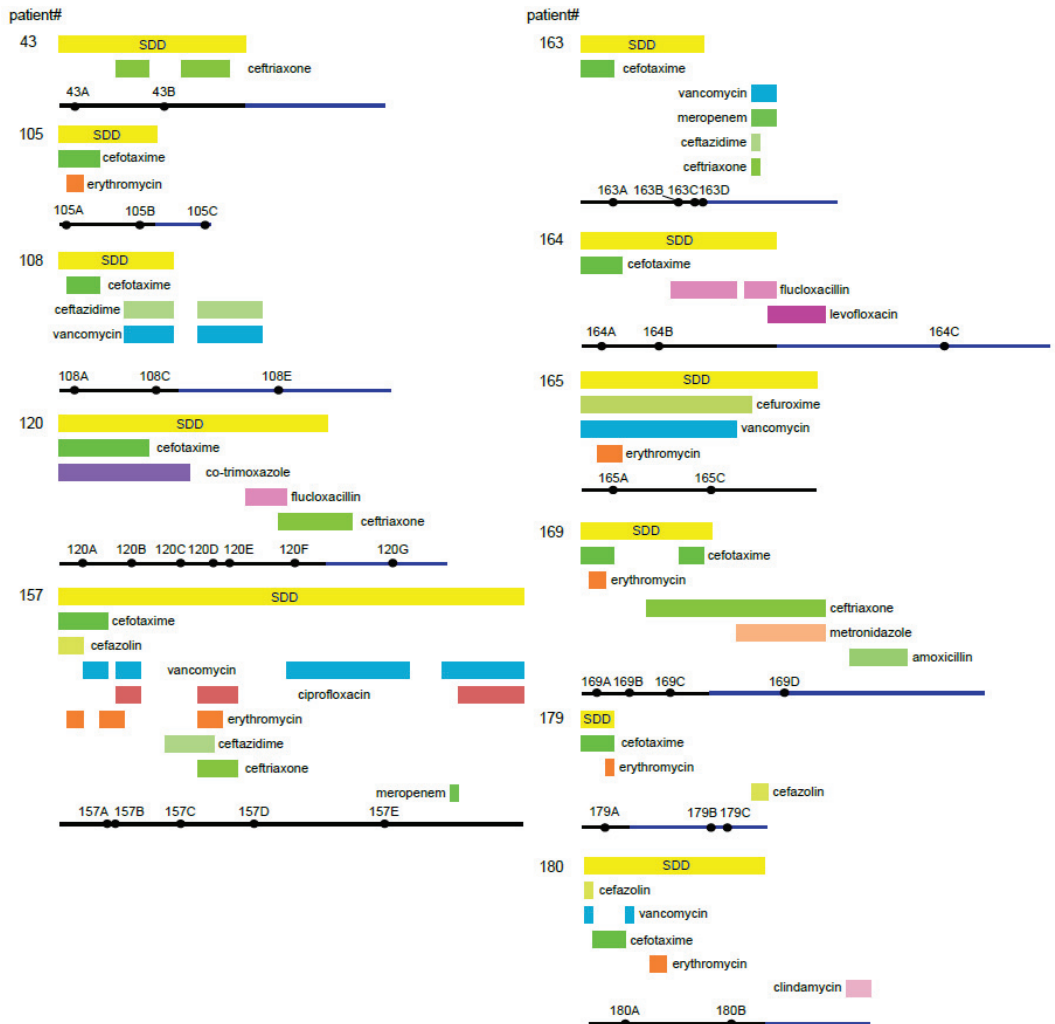 patient#
43
SDD
ceftriaxone
43A 43B
105
SDD
cefotaxime
erythromycin
105A 105B 105C
108
SDD
cefotaxime
ceftazidime
vancomycin
108A 108C 108E
120
SDD
cefotaxime
co-trimoxazole
flucloxacillin
ceftriaxone
120A 120B 120C 120D 120E 120F 120G
157
SDD
cefotaxime
cefazolin
vancomycin
ciprofloxacin
erythromycin
ceftazidime
ceftriaxone
meropenem
157A 157B 157C 157D 157E
patient#
163
SDD
cefotaxime
vancomycin
meropenem
ceftazidime
ceftriaxone
163A 163B 163C 163D
164
SDD
cefotaxime
flucloxacillin
levofloxacin
164A 164B 164C
165
SDD
cefuroxime
vancomycin
erythromycin
165A 165C
169
SDD
cefotaxime
erythromycin
ceftriaxone
metronidazole
amoxicillin
169A 169B 169C 169D
179
SDD
cefotaxime
erythromycin
cefazolin
179A 179B 179C
180
SDD
cefazolin
vancomycin
cefotaxime
erythromycin
clindamycin
180A 180B